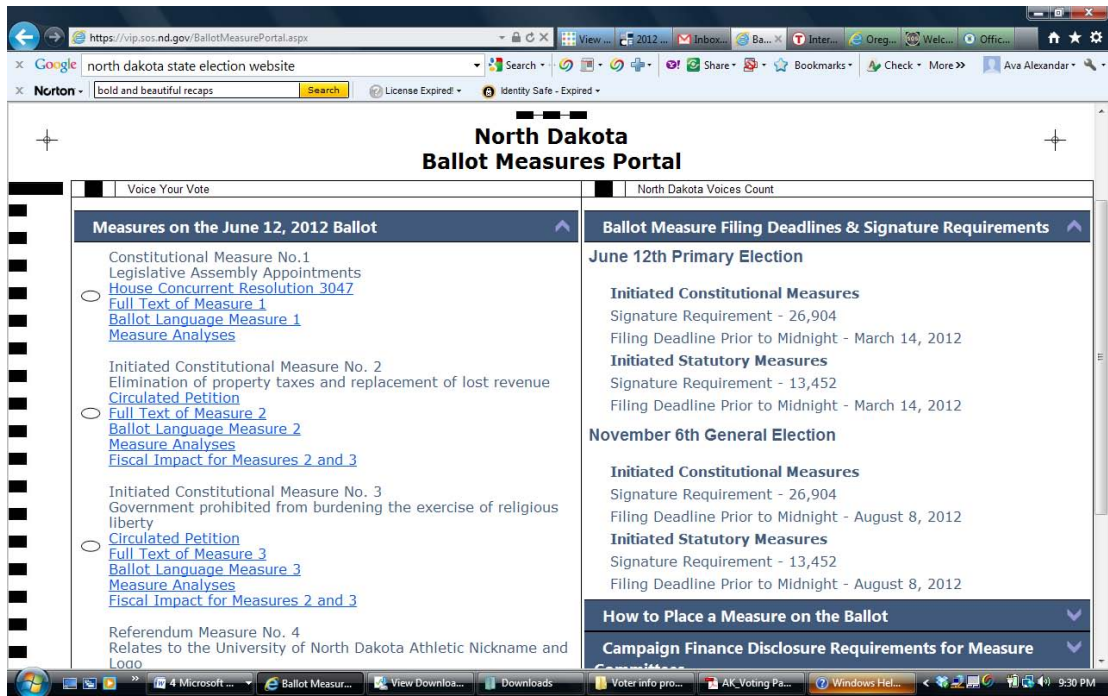 https://vip.sos.nd.gov/BallotMeasurePortal.aspx
View ...
2012 ...
Inbox...
Ba...
Inter...
Oreg...
Welc...
Offic...
Google
north dakota state election website
Search
Share
Bookmarks
Check
More >>
Ava Alexandar
Norton
bold and beautiful recaps
Search
License Expired!
Identity Safe - Expired
North Dakota
Ballot Measures Portal
Voice Your Vote
Measures on the June 12, 2012 Ballot
Constitutional Measure No.1
Legislative Assembly Appointments
House Concurrent Resolution 3047
Full Text of Measure 1
Ballot Language Measure 1
Measure Analyses
Initiated Constitutional Measure No. 2
Elimination of property taxes and replacement of lost revenue
Circulated Petition
Full Text of Measure 2
Ballot Language Measure 2
Measure Analyses
Fiscal Impact for Measures 2 and 3
Initiated Constitutional Measure No. 3
Government prohibited from burdening the exercise of religious
liberty
Circulated Petition
Full Text of Measure 3
Ballot Language Measure 3
Measure Analyses
Fiscal Impact for Measures 2 and 3
Referendum Measure No. 4
Relates to the University of North Dakota Athletic Nickname and
Logo
North Dakota Voices Count
Ballot Measure Filing Deadlines & Signature Requirements
June 12th Primary Election
Initiated Constitutional Measures
Signature Requirement - 26,904
Filing Deadline Prior to Midnight - March 14, 2012
Initiated Statutory Measures
Signature Requirement - 13,452
Filing Deadline Prior to Midnight - March 14, 2012
November 6th General Election
Initiated Constitutional Measures
Signature Requirement - 26,904
Filing Deadline Prior to Midnight - August 8, 2012
Initiated Statutory Measures
Signature Requirement - 13,452
Filing Deadline Prior to Midnight - August 8, 2012
How to Place a Measure on the Ballot
Campaign Finance Disclosure Requirements for Measure
Committees
4 Microsoft ...
Ballot Measur...
View Downloa...
Downloads
Voter info pro...
AK_Voting Pa...
Windows Hel...
9:30 PM